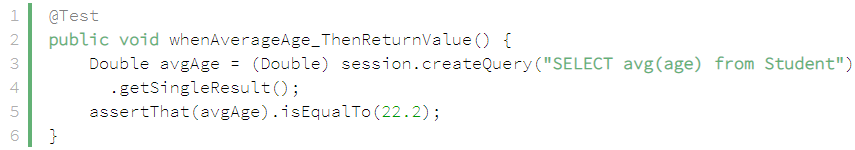 1 @Test
2 public void whenAverageAge_ThenReturnValue() {
3     Double avgAge = (Double) session.createQuery("SELECT avg(age) from Student")
4       .getSingleResult();
5     assertThat(avgAge).isEqualTo(22.2);
6 }